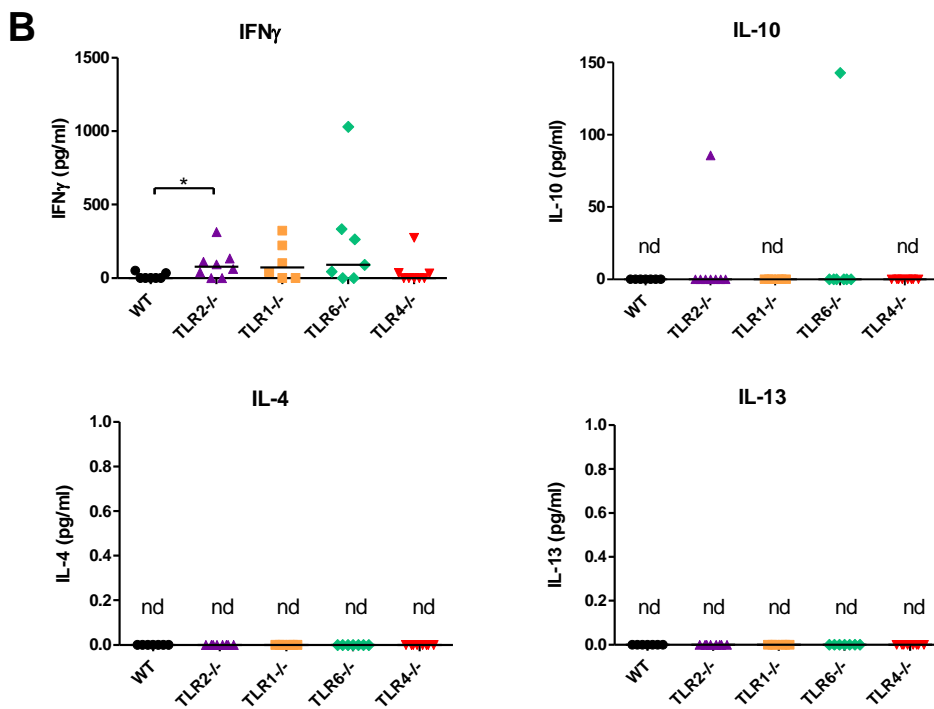 B
IFNγ
IFNγ (pg/ml)
1500
1000
500
0
*
WT
TLR2-/-
TLR1-/-
TLR6-/-
TLR4-/-
IL-10
IL-10 (pg/ml)
150
100
50
0
nd nd nd
WT
TLR2-/-
TLR1-/-
TLR6-/-
TLR4-/-
IL-4
IL-4 (pg/ml)
1.0
0.8
0.6
0.4
0.2
0.0
nd nd nd nd nd
WT
TLR2-/-
TLR1-/-
TLR6-/-
TLR4-/-
IL-13
IL-13 (pg/ml)
1.0
0.8
0.6
0.4
0.2
0.0
nd nd nd nd nd
WT
TLR2-/-
TLR1-/-
TLR6-/-
TLR4-/-